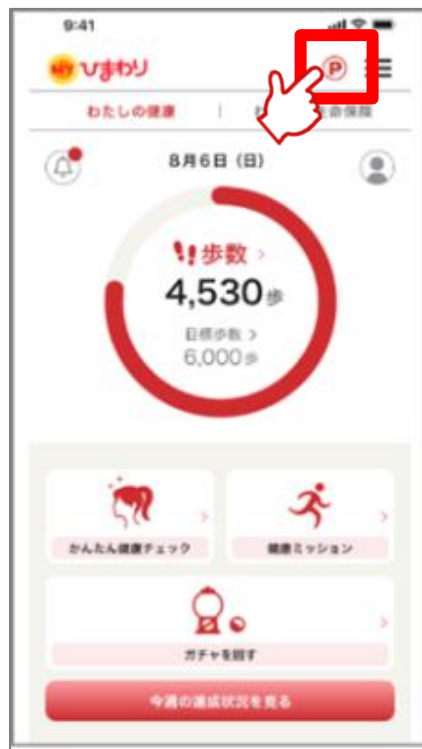 9:41
MY ひまわり
P
わたしの健康
生命保険
8月6日（日）
歩数 >
4,530歩
目標歩数 >
6,000歩
かんたん健康チェック
健康ミッション
ガチャを回す
今週の達成状況を見る